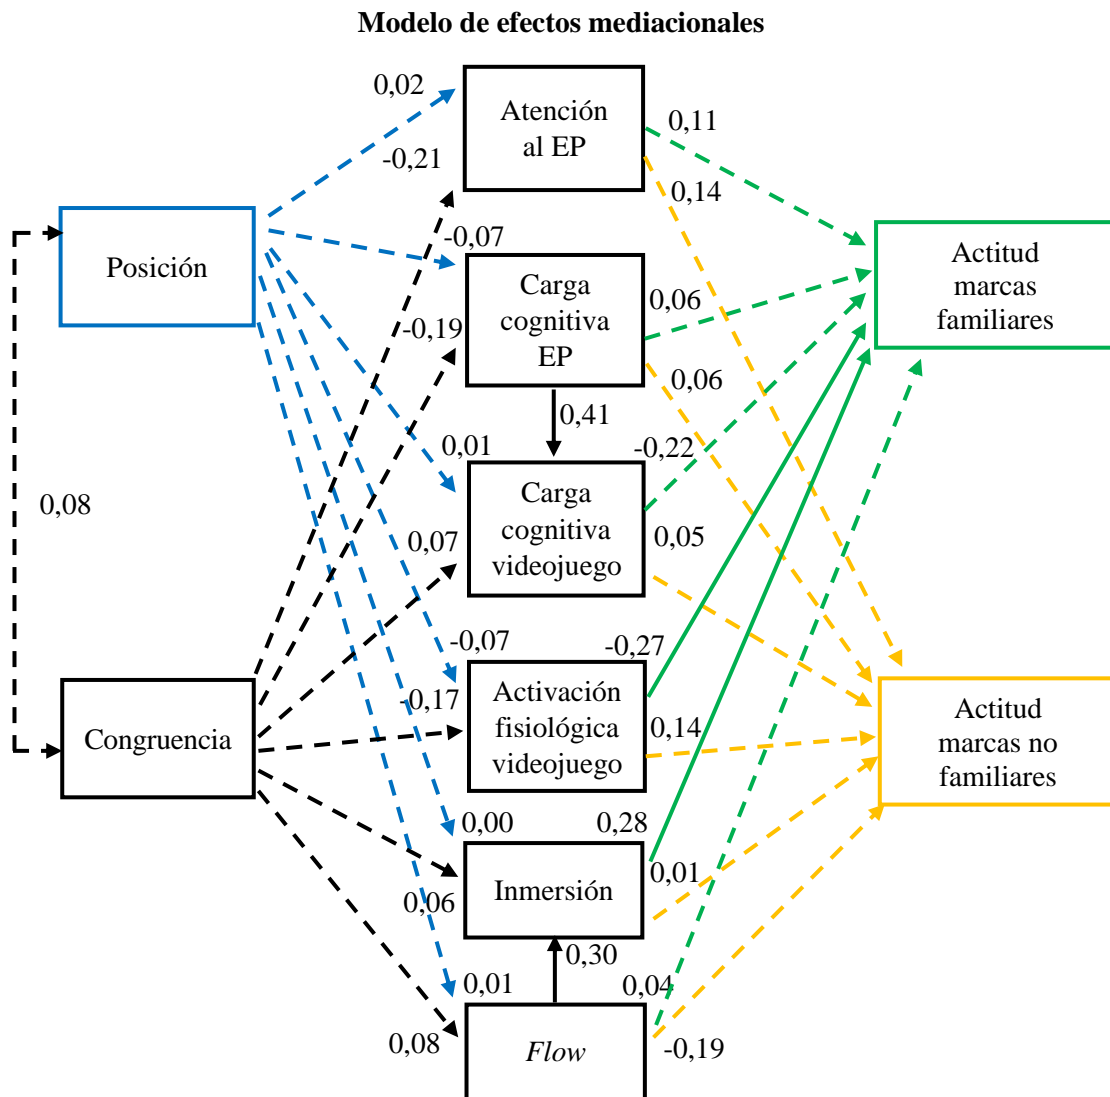 Modelo de efectos mediacionales
0,02
Atención
al EP
0,11
-0,21
0,14
Posición
-0,07
Carga
cognitiva
EP
0,06
Actitud
marcas
familiares
-0,19
0,06
0,41
0,01
-0,22
Carga
cognitiva
videojuego
0,08
0,07
0,05
-0,07
-0,27
Congruencia
-0,17
Activación
fisiológica
videojuego
0,14
Actitud
marcas no
familiares
0,00
0,28
Inmersión
0,06
0,01
0,30
0,01
0,04
Flow
0,08
-0,19